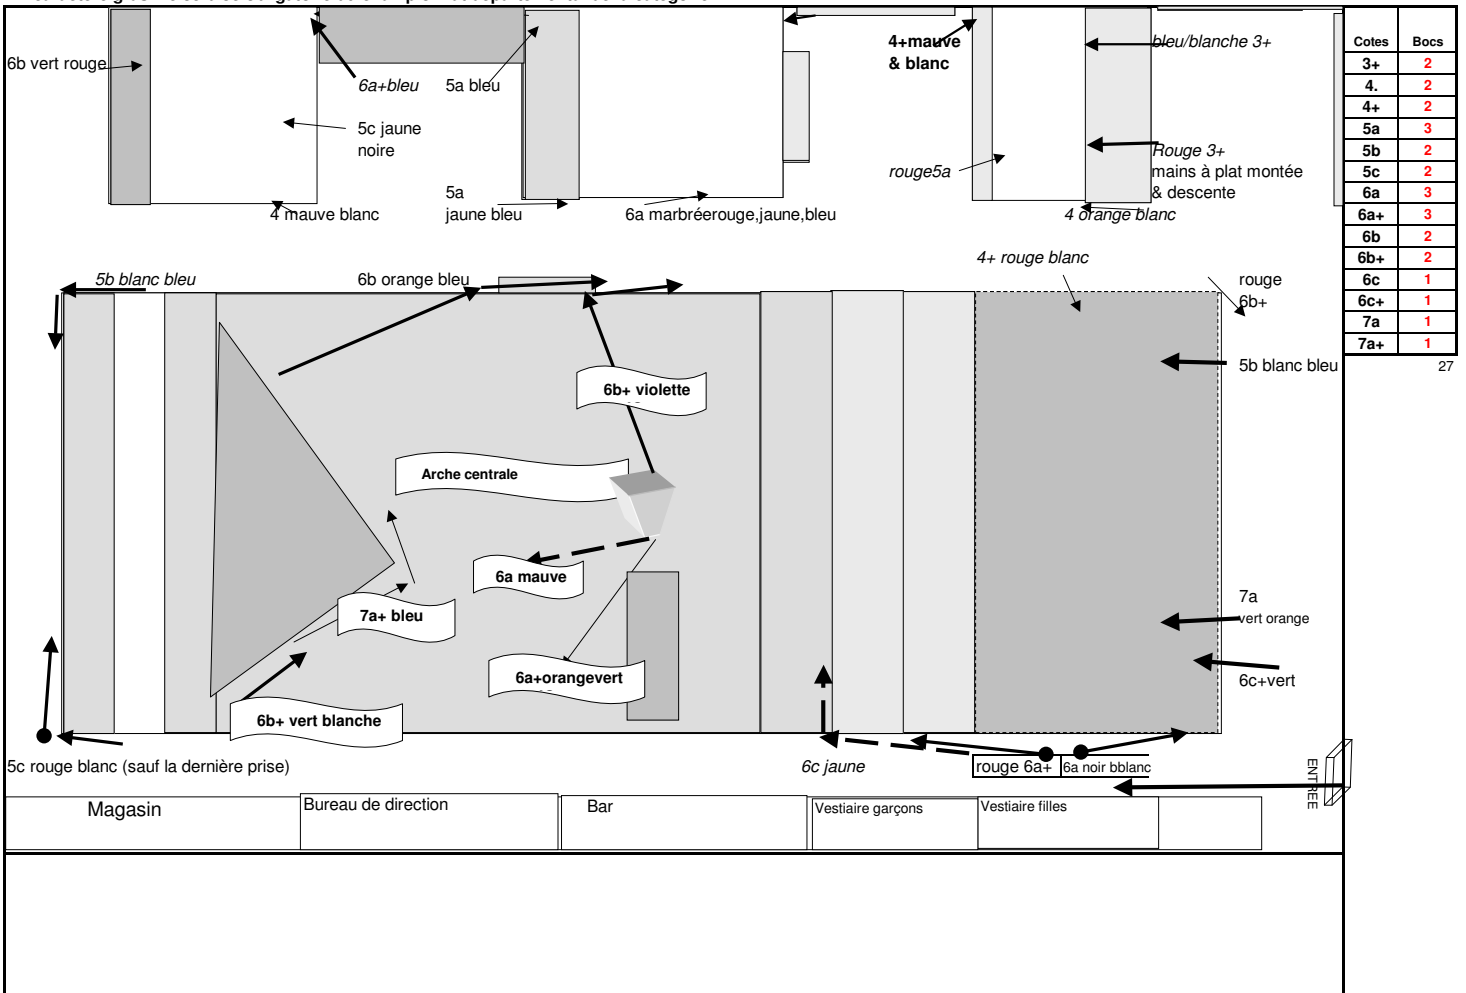 6b vert rouge
6a+bleu
5a bleu
4+mauve
& blanc
bleu/blanche 3+
5c jaune
noire
rouge5a
Rouge 3+
mains à plat montée
& descente
4 mauve blanc
5a
jaune bleu
6a marbréerouge,jaune,bleu
4 orange blanc
Cotes Bocs
3+ 2
4. 2
4+ 2
5a 3
5b 2
5c 2
6a 3
6a+ 3
6b 2
6b+ 2
6c 1
6c+ 1
7a 1
7a+ 1
27
5b blanc bleu
6b orange bleu
4+ rouge blanc
rouge
6b+
5b blanc bleu
6b+ violette
Arche centrale
6a mauve
7a+ bleu
7a
vert orange
6a+orangevert
6c+vert
6b+ vert blanche
5c rouge blanc (sauf la dernière prise)
6c jaune
rouge 6a+
6a noir bblanc
ENTREE
Magasin
Bureau de direction
Bar
Vestiaire garçons
Vestiaire filles